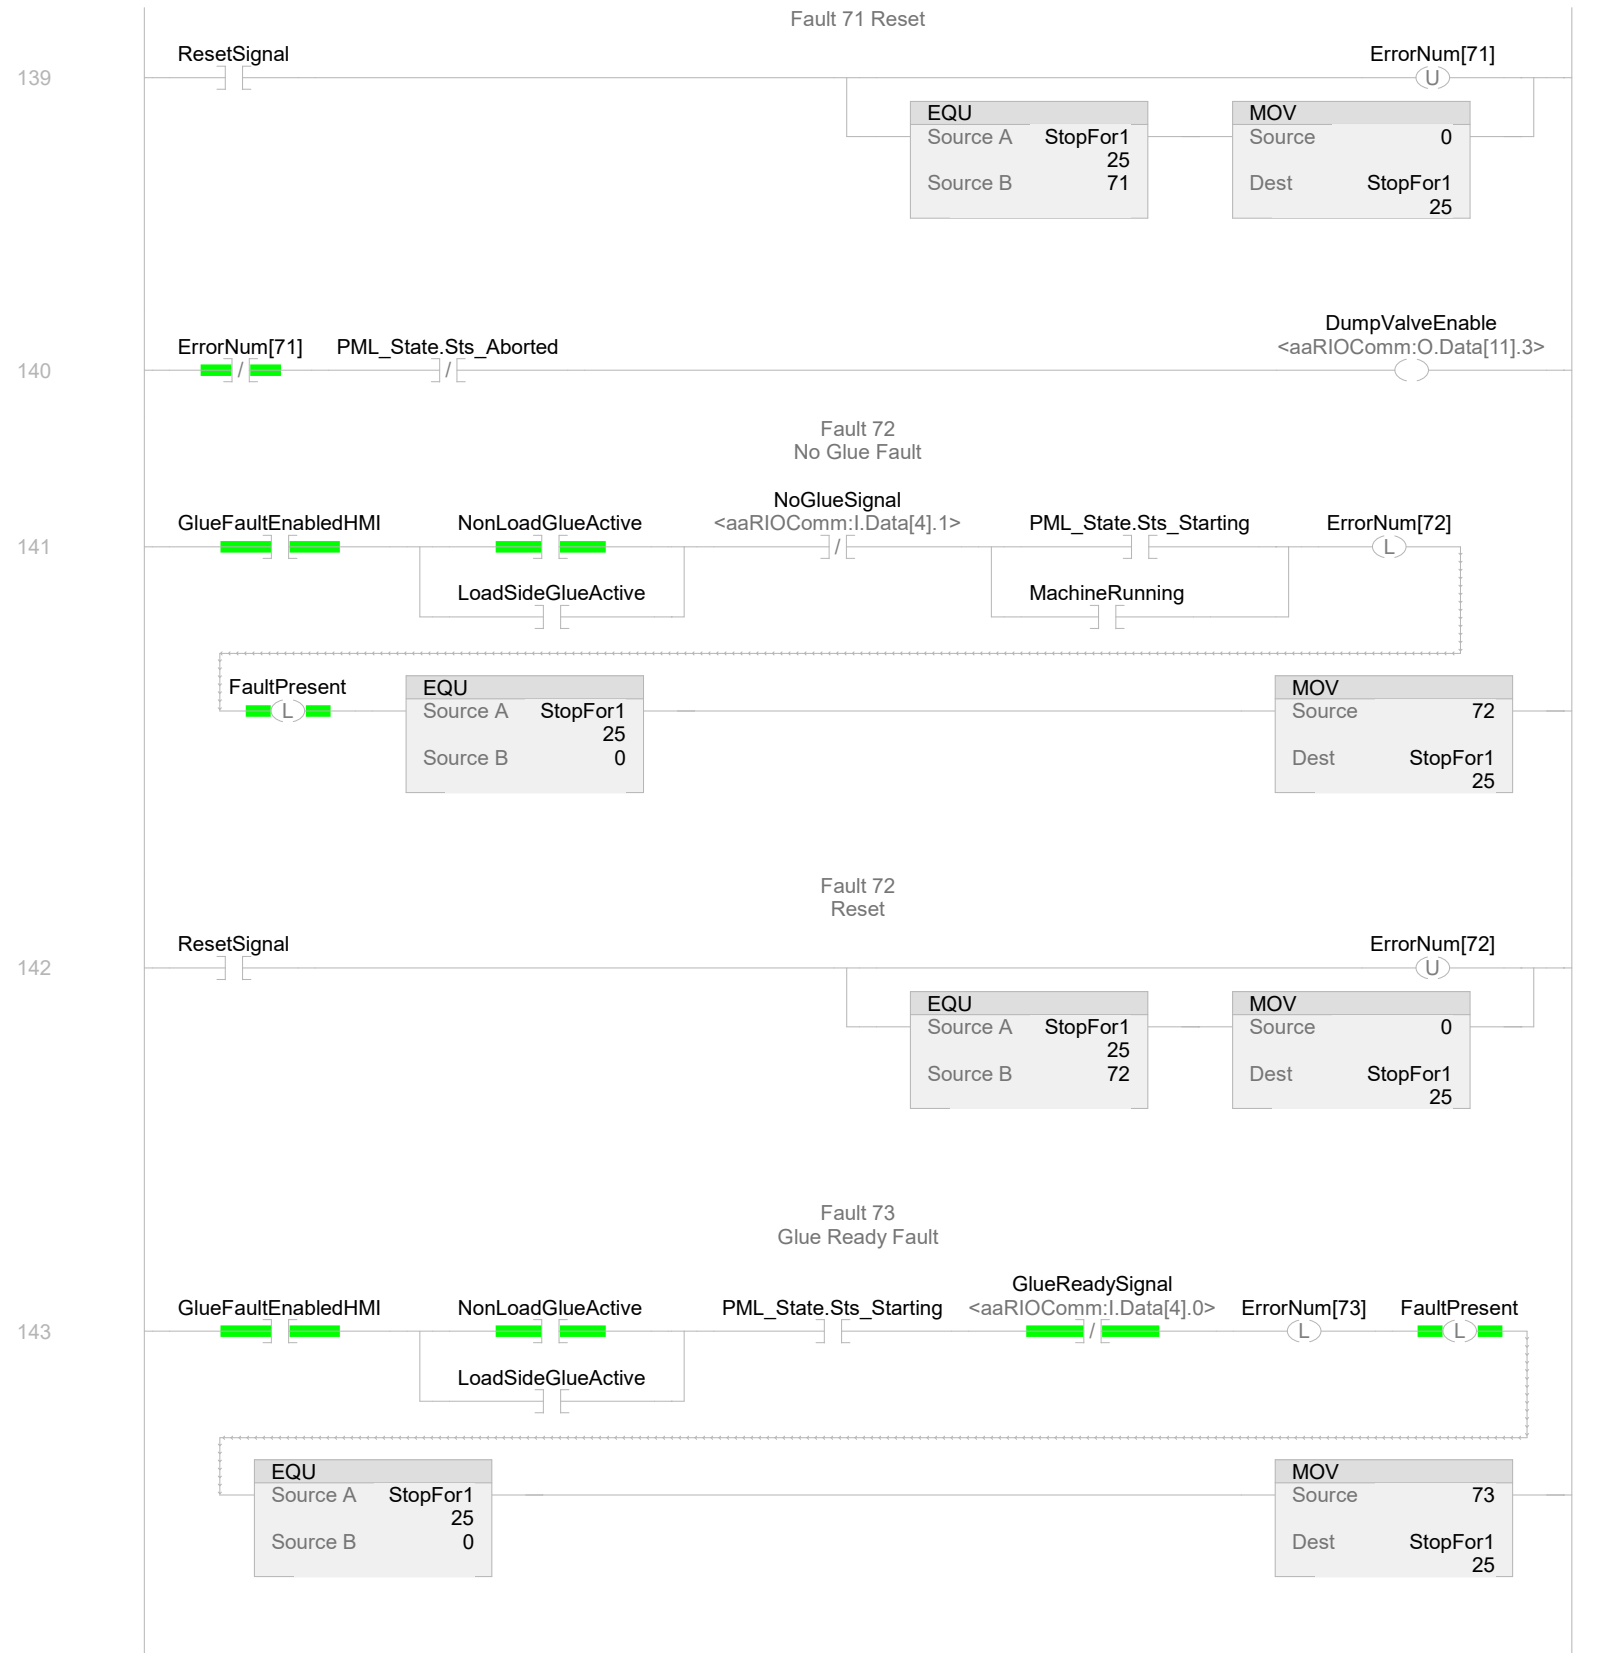 Fault 71 Reset
ResetSignal
ErrorNum[71]
139
U
EQU
MOV
Source A StopFor1
Source 0
25
Source B 71
Dest StopFor1
25
DumpValveEnable
ErrorNum[71] PML_State.Sts_Aborted
<aaRIOComm:O.Data[11].3>
140
/ /
Fault 72
No Glue Fault
NoGlueSignal
GlueFaultEnabledHMI NonLoadGlueActive <aaRIOComm:I.Data[4].1> PML_State.Sts_Starting ErrorNum[72]
141
/ L
LoadSideGlueActive MachineRunning
FaultPresent
EQU
MOV
L
Source A StopFor1
Source 72
25
Source B 0
Dest StopFor1
25
Fault 72
Reset
ResetSignal
ErrorNum[72]
142
U
EQU
MOV
Source A StopFor1
Source 0
25
Source B 72
Dest StopFor1
25
Fault 73
Glue Ready Fault
GlueReadySignal
GlueFaultEnabledHMI NonLoadGlueActive PML_State.Sts_Starting <aaRIOComm:I.Data[4].0> ErrorNum[73] FaultPresent
143
/ L L
LoadSideGlueActive
EQU
MOV
Source A StopFor1
Source 73
25
Source B 0
Dest StopFor1
25